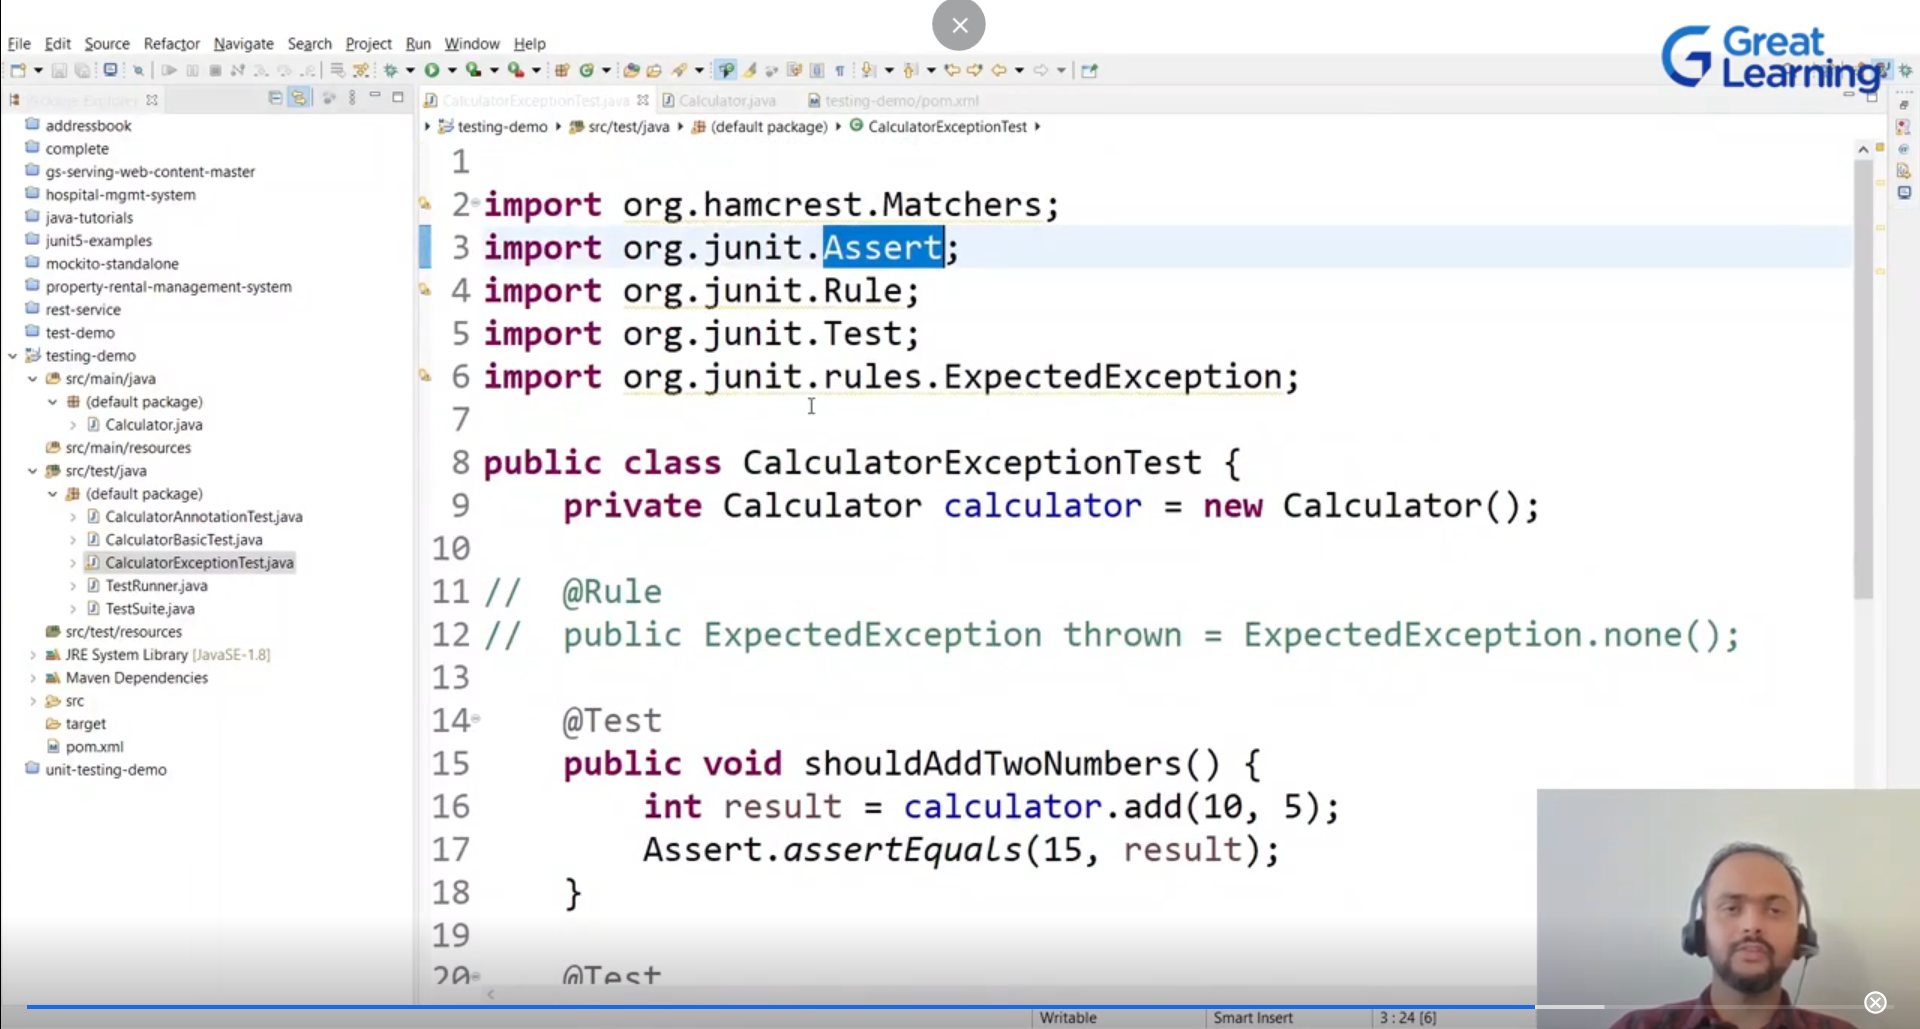 File Edit Source Refactor Navigate Search Project Run Window Help
Great Learning
CalculatorExceptionTest.java Calculator.java testing-demo/pom.xml
testing-demo src/test/java (default package) CalculatorExceptionTest
addressbook
complete
gs-serving-web-content-master
hospital-mgmt-system
java-tutorials
junit5-examples
mockito-standalone
property-rental-management-system
rest-service
test-demo
testing-demo
src/main/java
(default package)
Calculator.java
src/main/resources
src/test/java
(default package)
CalculatorAnnotationTest.java
CalculatorBasicTest.java
CalculatorExceptionTest.java
TestRunner.java
TestSuite.java
src/test/resources
JRE System Library [JavaSE-1.8]
Maven Dependencies
src
target
pom.xml
unit-testing-demo
1
2 import org.hamcrest.Matchers;
3 import org.junit.Assert;
4 import org.junit.Rule;
5 import org.junit.Test;
6 import org.junit.rules.ExpectedException;
7
8 public class CalculatorExceptionTest {
9 private Calculator calculator = new Calculator();
10
11 // @Rule
12 // public ExpectedException thrown = ExpectedException.none();
13
14 @Test
15 public void shouldAddTwoNumbers() {
16 int result = calculator.add(10, 5);
17 Assert.assertEquals(15, result);
18 }
19
20 @Test
Writable Smart Insert 3 : 24 [6]